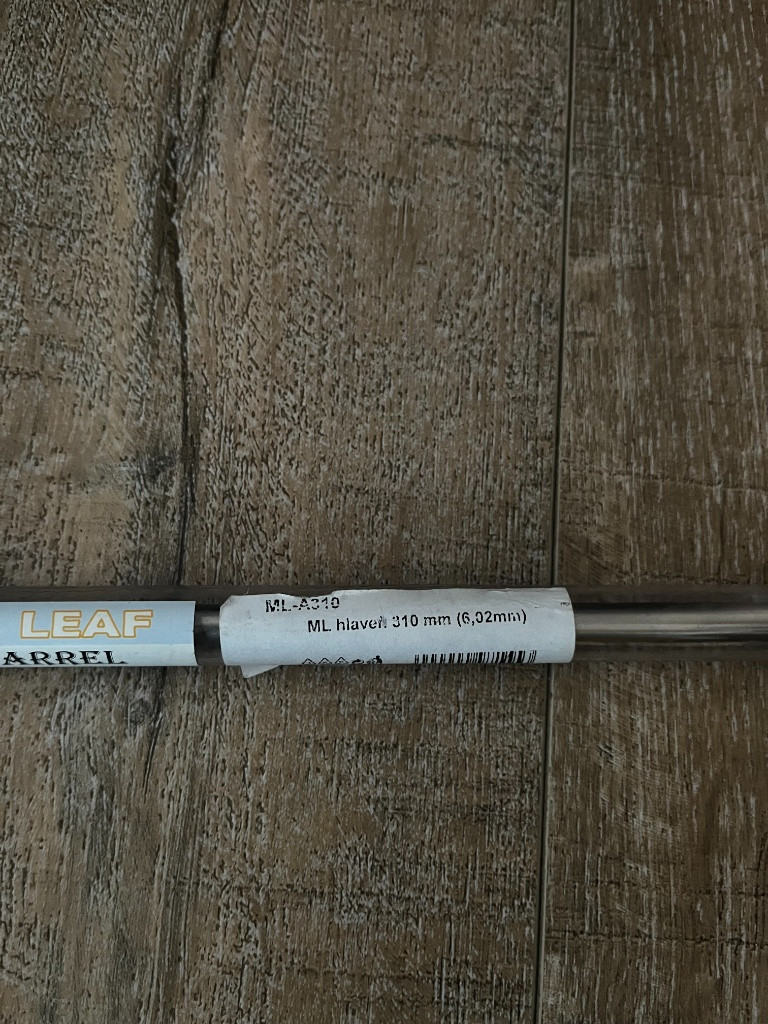 LEAF
ARREL
ML-A310
ML hlaveň 310 mm (6,02mm)